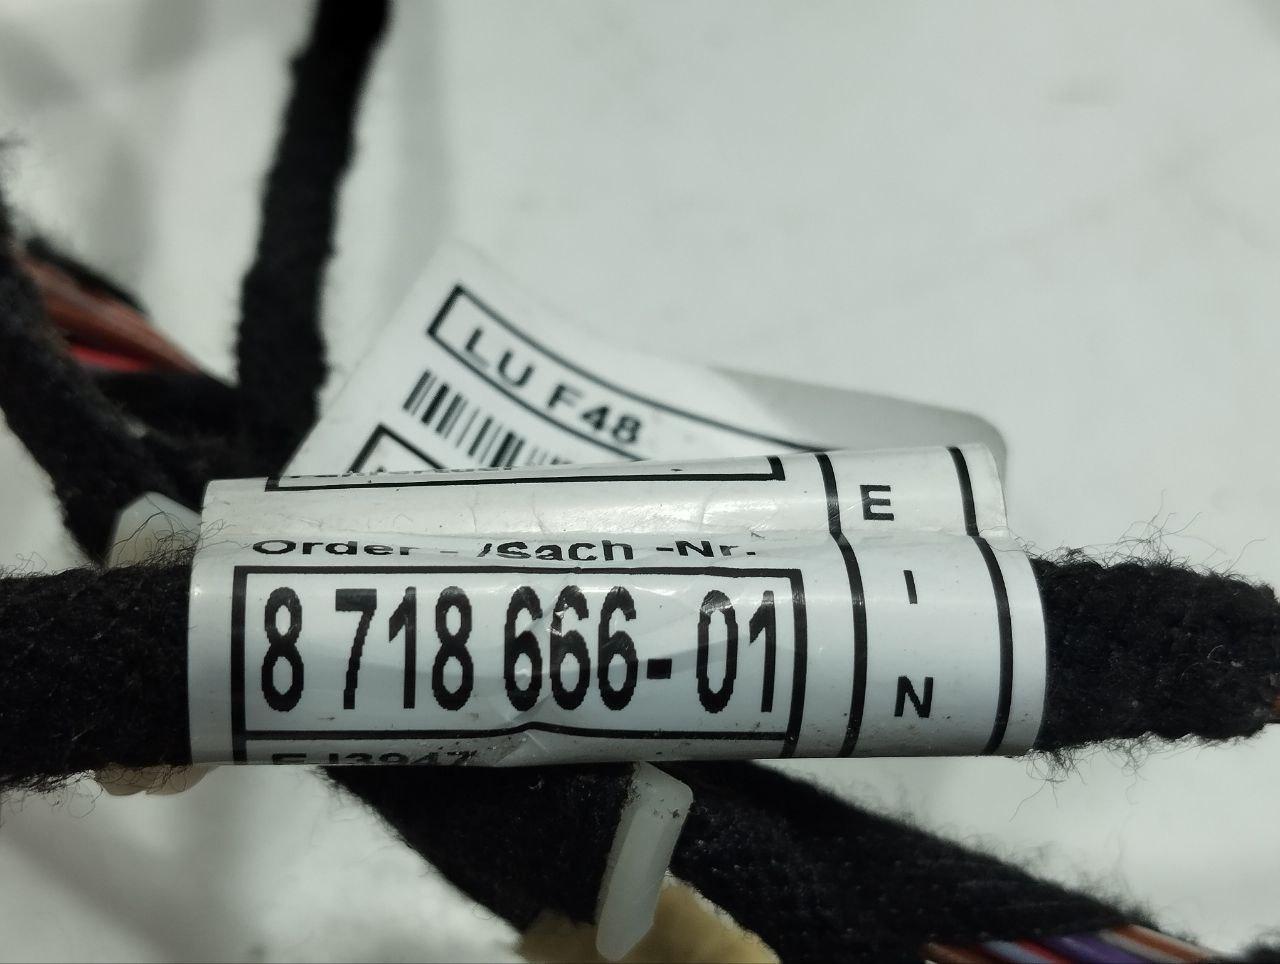 LU F48
Order - /Sach -Nr.
8 718 666- 01
E
I
N